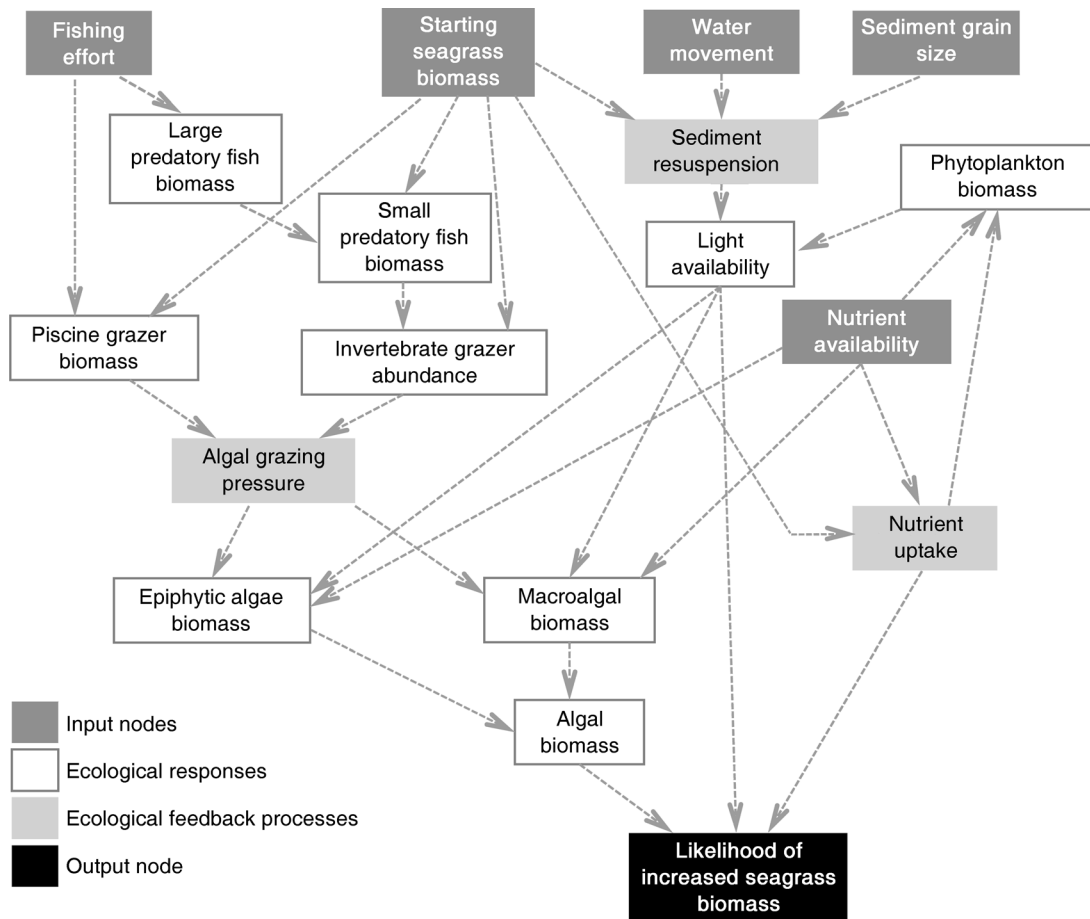 Fishing
effort
Starting
seagrass
biomass
Water
movement
Sediment grain
size
Large
predatory fish
biomass
Sediment
resuspension
Phytoplankton
biomass
Small
predatory fish
biomass
Light
availability
Piscine grazer
biomass
Invertebrate grazer
abundance
Nutrient
availability
Algal grazing
pressure
Nutrient
uptake
Epiphytic algae
biomass
Macroalgal
biomass
Algal
biomass
Input nodes
Ecological responses
Ecological feedback processes
Output node
Likelihood of
increased seagrass
biomass